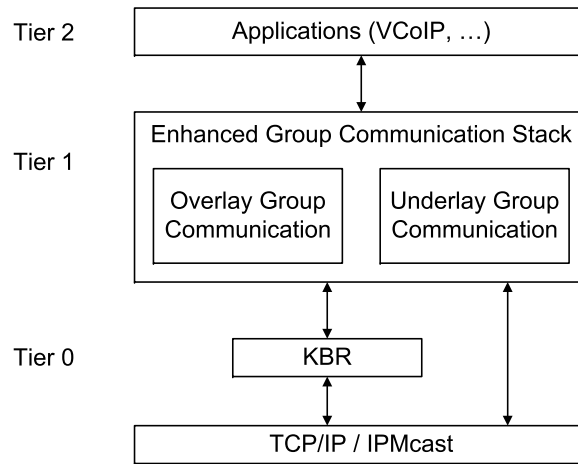 Tier 2
Applications (VCoIP, …)
Enhanced Group Communication Stack
Tier 1
Overlay Group
Communication
Underlay Group
Communication
Tier 0
KBR
TCP/IP / IPMcast